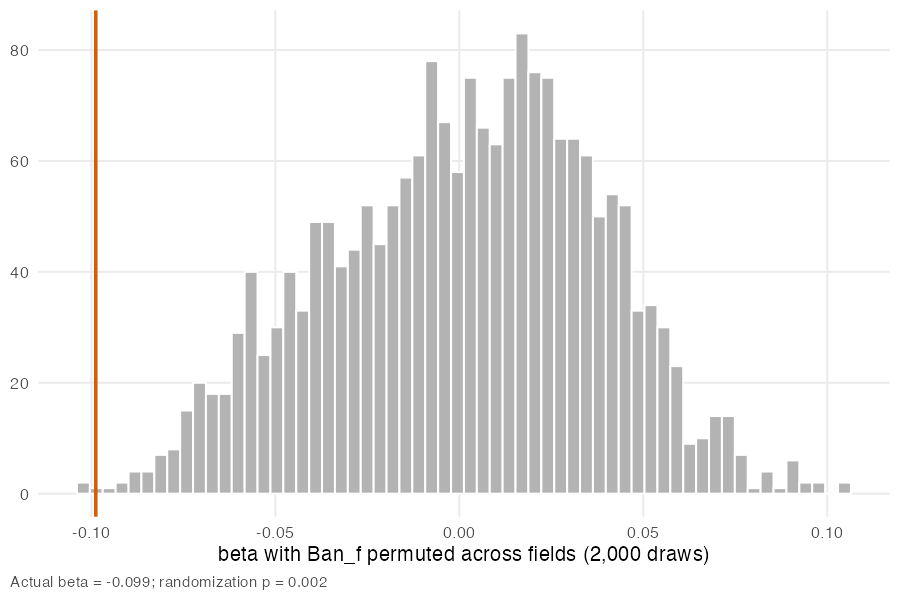 80
60
40
20
0
-0.10 -0.05 0.00 0.05 0.10
beta with Ban_f permuted across fields (2,000 draws)
Actual beta = -0.099; randomization p = 0.002